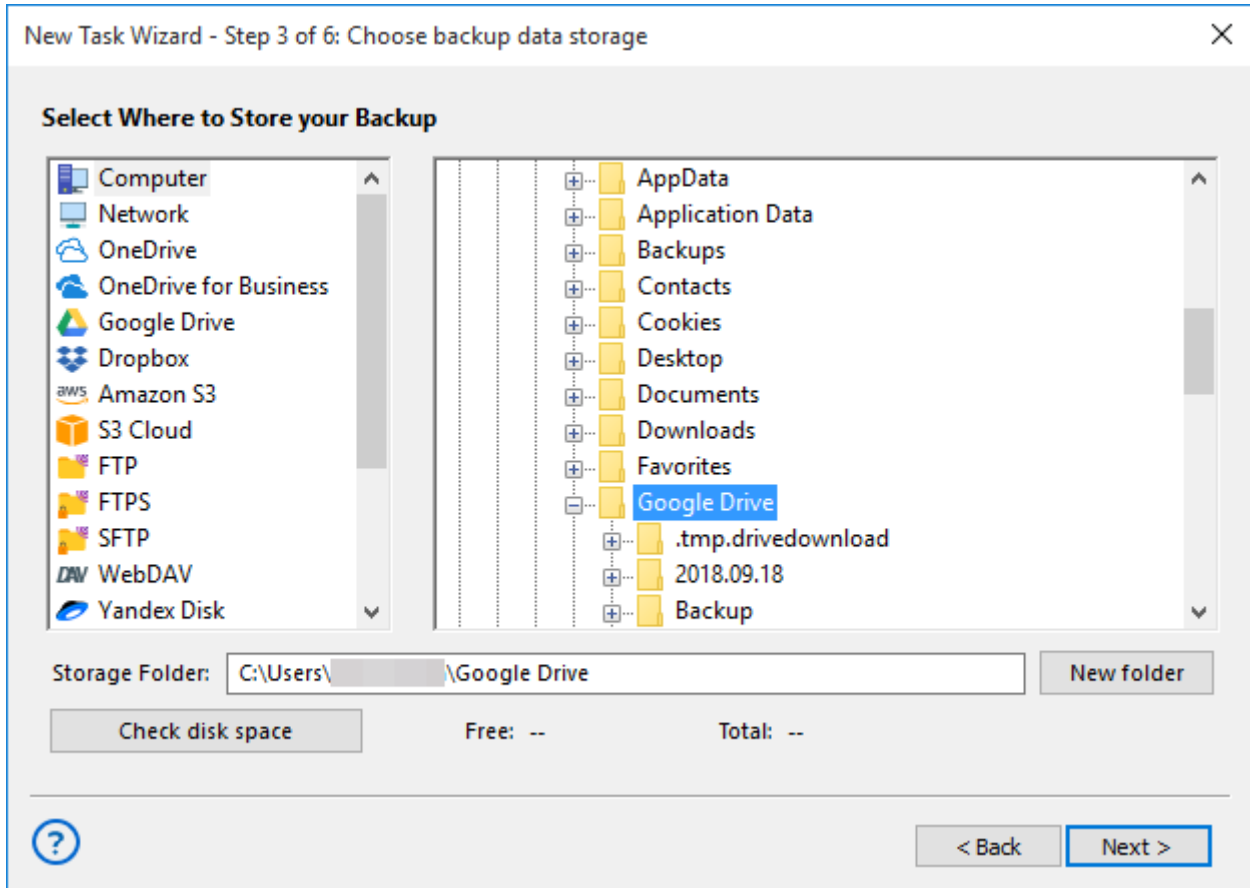 New Task Wizard - Step 3 of 6: Choose backup data storage
Select Where to Store your Backup
Computer
Network
OneDrive
OneDrive for Business
Google Drive
Dropbox
aws Amazon S3
S3 Cloud
FTP
FTPS
SFTP
DAV WebDAV
Yandex Disk
AppData
Application Data
Backups
Contacts
Cookies
Desktop
Documents
Downloads
Favorites
Google Drive
.tmp.drivedownload
2018.09.18
Backup
Storage Folder: C:\Users\ \Google Drive New folder
Check disk space Free: -- Total: --
? < Back Next >